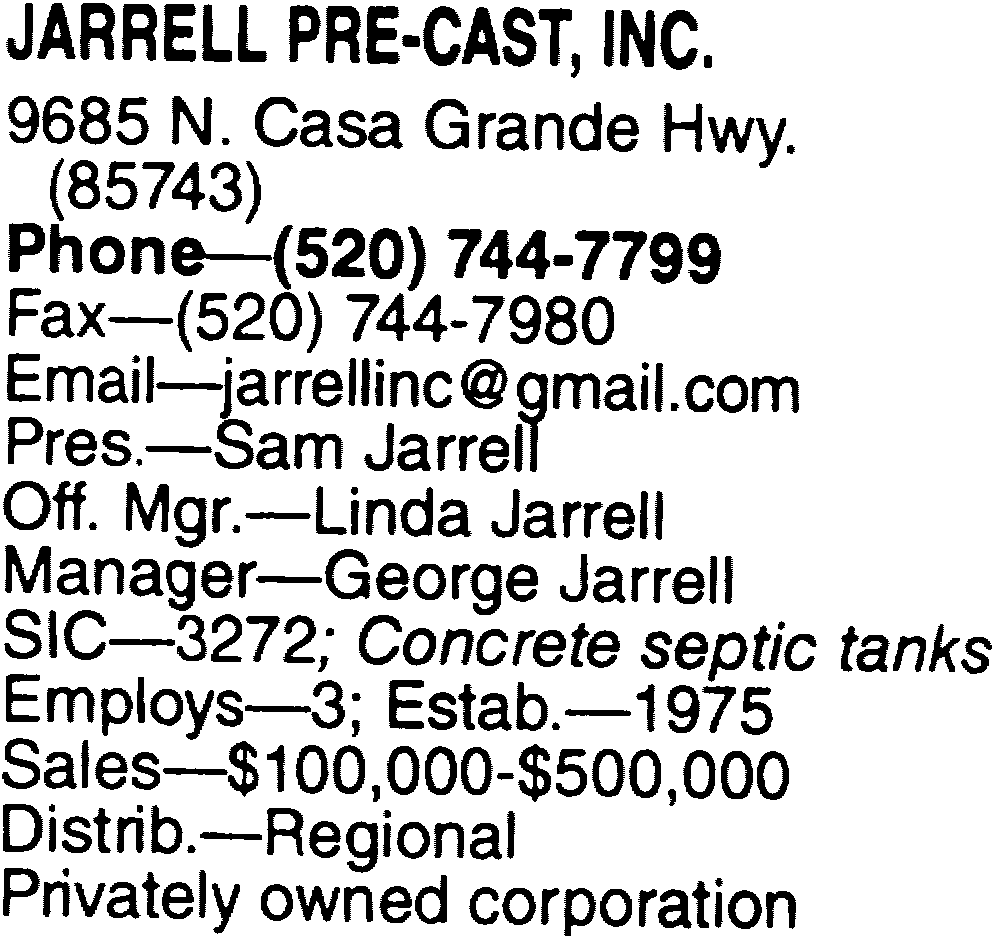 JARRELL PRE-CAST, INC.
9685 N. Casa Grande Hwy.
(85743)
Phone—(520) 744-7799
Fax—(520) 744-7980
Email—jarrellinc@gmail.com
Pres.—Sam Jarrell
Off. Mgr.—Linda Jarrell
Manager—George Jarrell
SIC—3272; Concrete septic tanks
Employs—3; Estab.—1975
Sales—$100,000-$500,000
Distrib.—Regional
Privately owned corporation